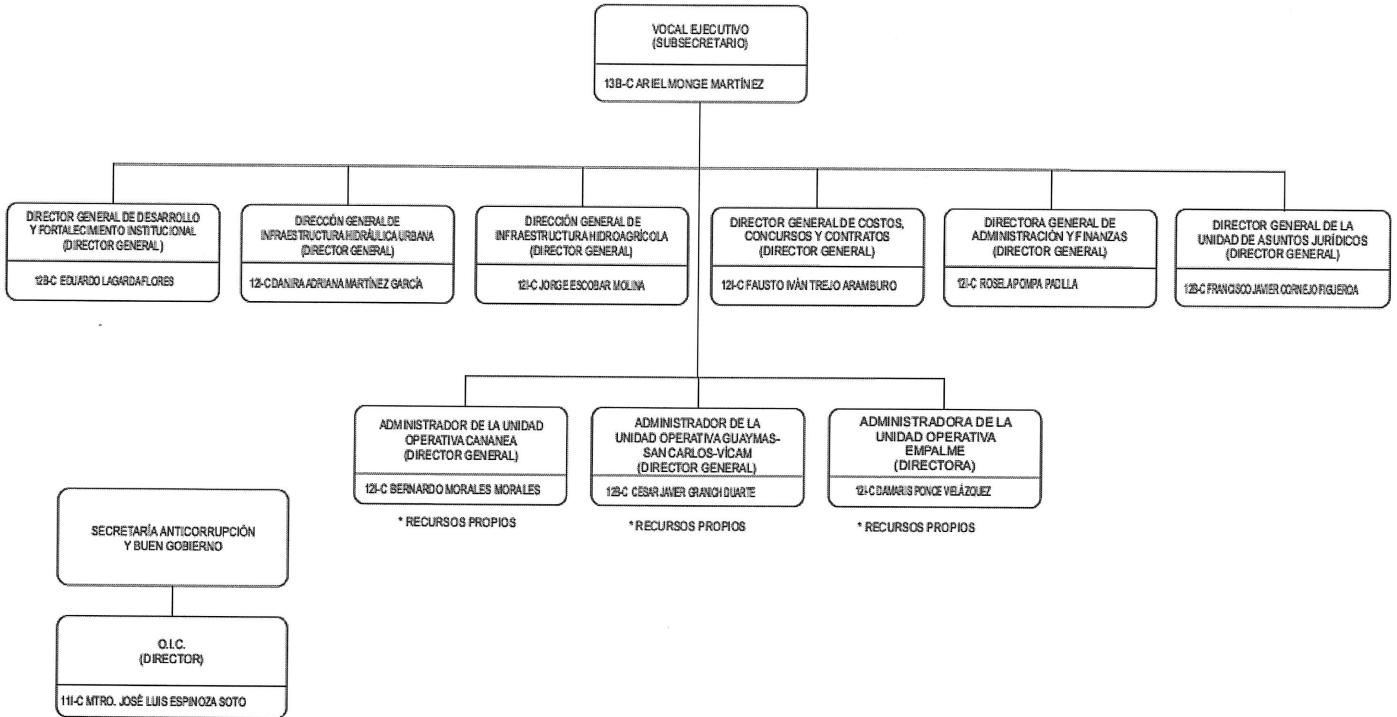 VOCAL EJECUTIVO
(SUBSECRETARIO)
13B-C ARIEL MONGE MARTÍNEZ
DIRECTOR GENERAL DE DESARROLLO
Y FORTALECIMIENTO INSTITUCIONAL
(DIRECTOR GENERAL)
12B-C EDUARDO LAGARDA FLORES
DIRECCIÓN GENERAL DE
INFRAESTRUCTURA HIDRÁULICA URBANA
(DIRECTOR GENERAL)
12I-C DANIRA ADRIANA MARTÍNEZ GARCÍA
DIRECCIÓN GENERAL DE
INFRAESTRUCTURA HIDROAGRÍCOLA
(DIRECTOR GENERAL)
12I-C JORGE ESCOBAR MOLINA
DIRECTOR GENERAL DE COSTOS,
CONCURSOS Y CONTRATOS
(DIRECTOR GENERAL)
12I-C FAUSTO IVÁN TREJO ARAMBURO
DIRECTORA GENERAL DE
ADMINISTRACIÓN Y FINANZAS
(DIRECTOR GENERAL)
12I-C ROSELA POMPA PADILLA
DIRECTOR GENERAL DE LA
UNIDAD DE ASUNTOS JURÍDICOS
(DIRECTOR GENERAL)
12B-C FRANCISCO JAVIER CORNEJO FIGUEROA
ADMINISTRADOR DE LA UNIDAD
OPERATIVA CANANEA
(DIRECTOR GENERAL)
12I-C BERNARDO MORALES MORALES
* RECURSOS PROPIOS
ADMINISTRADOR DE LA
UNIDAD OPERATIVA GUAYMAS-
SAN CARLOS-VÍCAM
(DIRECTOR GENERAL)
12B-C CESAR JAVIER GRANICH DUARTE
* RECURSOS PROPIOS
ADMINISTRADORA DE LA
UNIDAD OPERATIVA
EMPALME
(DIRECTORA)
12I-C DAMARIS PONCE VELÁZQUEZ
* RECURSOS PROPIOS
SECRETARÍA ANTICORRUPCIÓN
Y BUEN GOBIERNO
O.I.C.
(DIRECTOR)
11I-C MTRO. JOSÉ LUIS ESPINOZA SOTO